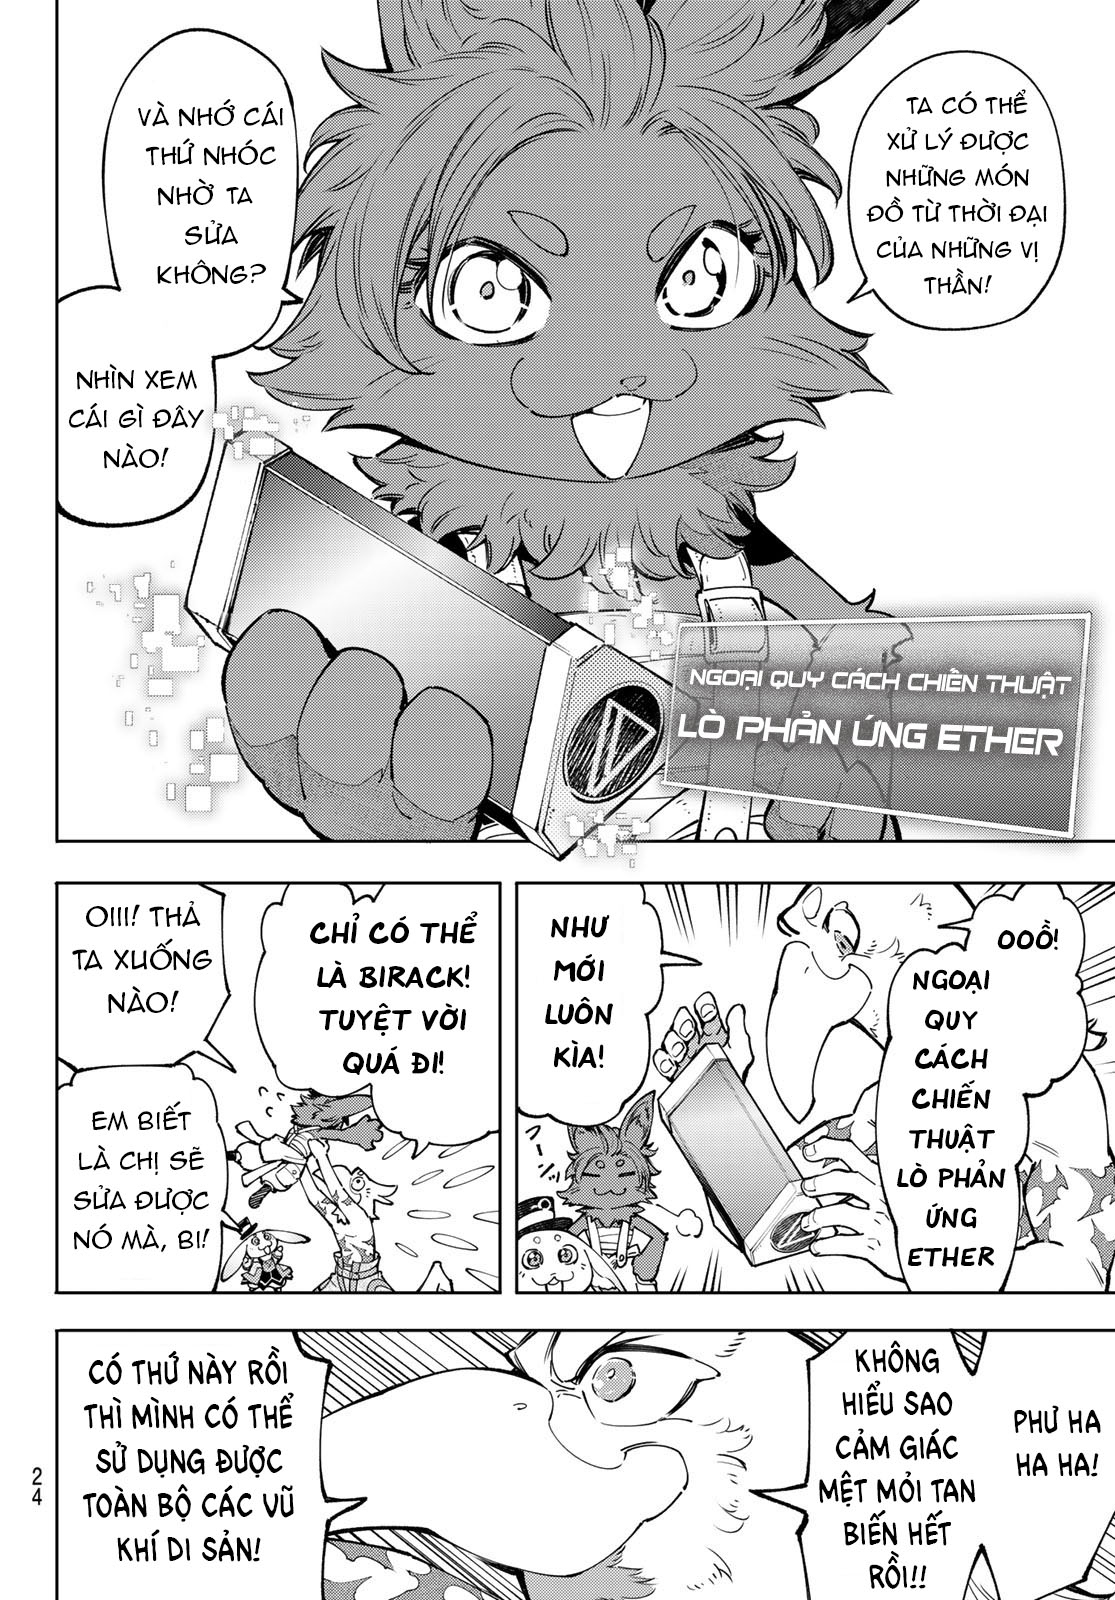 TA CÓ THỂ
XỬ LÝ ĐƯỢC
NHỮNG MÓN
ĐỒ TỪ THỜI ĐẠI
CỦA NHỮNG VỊ
THẦN!
VÀ NHỚ CÁI
THỨ NHÓC
NHỜ TA
SỬA
KHÔNG?
NHÌN XEM
CÁI GÌ ĐÂY
NÀO!
NGOẠI QUY CÁCH CHIẾN THUẬT
LÒ PHẢN ỨNG ETHER
OOỒ!
NGOẠI
QUY
CÁCH
CHIẾN
THUẬT
LÒ PHẢN
ỨNG
ETHER
NHƯ
MỚI
LUÔN
KÌA!
CHỈ CÓ THỂ
LÀ BIRACK!
TUYỆT VỜI
QUÁ ĐI!
OIII! THẢ
TA XUỐNG
NÀO!
EM BIẾT
LÀ CHỊ SẼ
SỬA ĐƯỢC
NÓ MÀ, BI!
PHƯ HA
HA HA!
KHÔNG
HIỂU SAO
CẢM GIÁC
MỆT MỎI TAN
BIẾN HẾT
RỒI!!
CÓ THỨ NÀY RỒI
THÌ MÌNH CÓ THỂ
SỬ DỤNG ĐƯỢC
TOÀN BỘ CÁC VŨ
KHÍ DI SẢN!
24